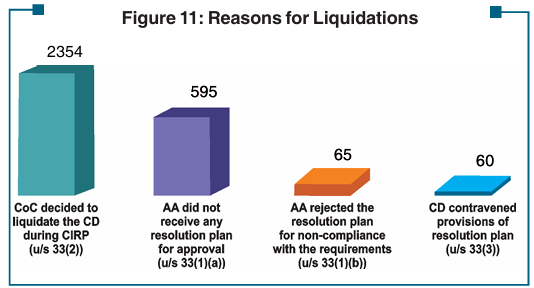 Figure 11: Reasons for Liquidations
2354
595
65
60
CoC decided to
liquidate the CD
during CIRP
(u/s 33(2))
AA did not
receive any
resolution plan
for approval
(u/s 33(1)(a))
AA rejected the
resolution plan
for non-compliance
with the requirements
(u/s 33(1)(b))
CD contravened
provisions of
resolution plan
(u/s 33(3))